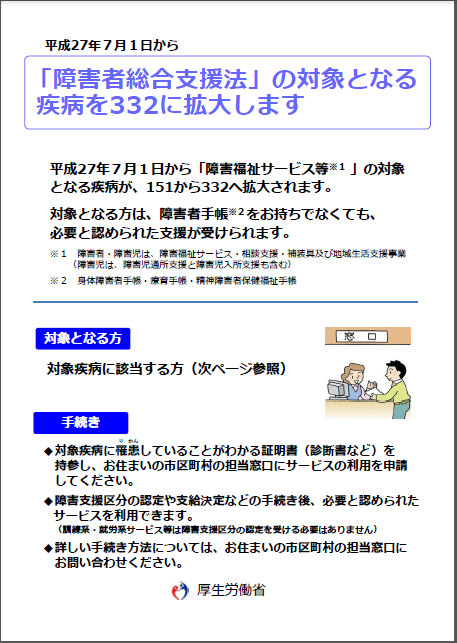 平成27年７月１日から
「障害者総合支援法」の対象となる
疾病を332に拡大します
平成27年７月１日から「障害福祉サービス等※１ 」の対象
となる疾病が、151から332へ拡大されます。
対象となる方は、障害者手帳※２をお持ちでなくても、
必要と認められた支援が受けられます。
※１ 障害者・障害児は、障害福祉サービス・相談支援・補装具及び地域生活支援事業
（障害児は、障害児通所支援と障害児入所支援も含む）
※２ 身体障害者手帳・療育手帳・精神障害者保健福祉手帳
対象となる方
窓 口
対象疾病に該当する方（次ページ参照）
手続き
り かん
◆対象疾病に罹患していることがわかる証明書（診断書など）を
持参し、お住まいの市区町村の担当窓口にサービスの利用を申請
してください。
◆障害支援区分の認定や支給決定などの手続き後、必要と認められた
サービスを利用できます。
（訓練系・就労系サービス等は障害支援区分の認定を受ける必要はありません）
◆詳しい手続き方法については、お住まいの市区町村の担当窓口に
お問い合わせください。
厚生労働省